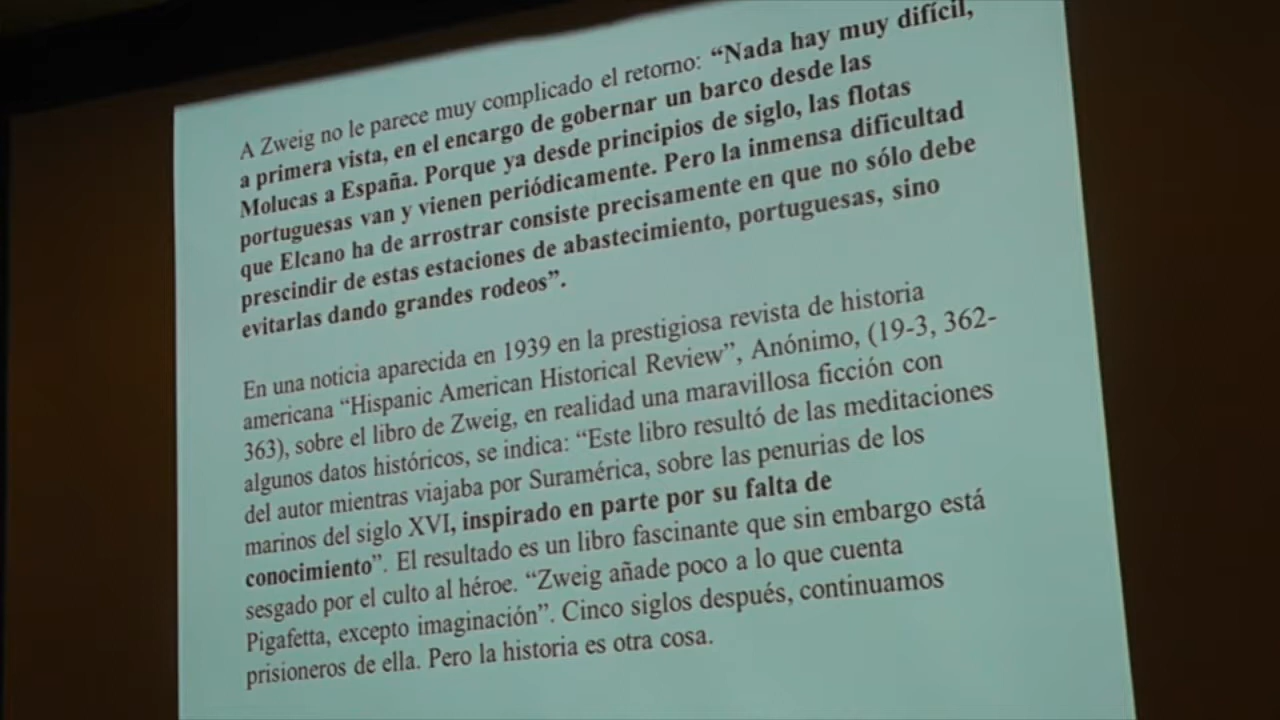 A Zweig no le parece muy complicado el retorno: “Nada hay muy difícil,
a primera vista, en el encargo de gobernar un barco desde las
Molucas a España. Porque ya desde principios de siglo, las flotas
portuguesas van y vienen periódicamente. Pero la inmensa dificultad
que Elcano ha de arrostrar consiste precisamente en que no sólo debe
prescindir de estas estaciones de abastecimiento, portuguesas, sino
evitarlas dando grandes rodeos”.
En una noticia aparecida en 1939 en la prestigiosa revista de historia
americana “Hispanic American Historical Review”, Anónimo, (19-3, 362-
363), sobre el libro de Zweig, en realidad una maravillosa ficción con
algunos datos históricos, se indica: “Este libro resultó de las meditaciones
del autor mientras viajaba por Suramérica, sobre las penurias de los
marinos del siglo XVI, inspirado en parte por su falta de
conocimiento”. El resultado es un libro fascinante que sin embargo está
sesgado por el culto al héroe. “Zweig añade poco a lo que cuenta
Pigafetta, excepto imaginación”. Cinco siglos después, continuamos
prisioneros de ella. Pero la historia es otra cosa.